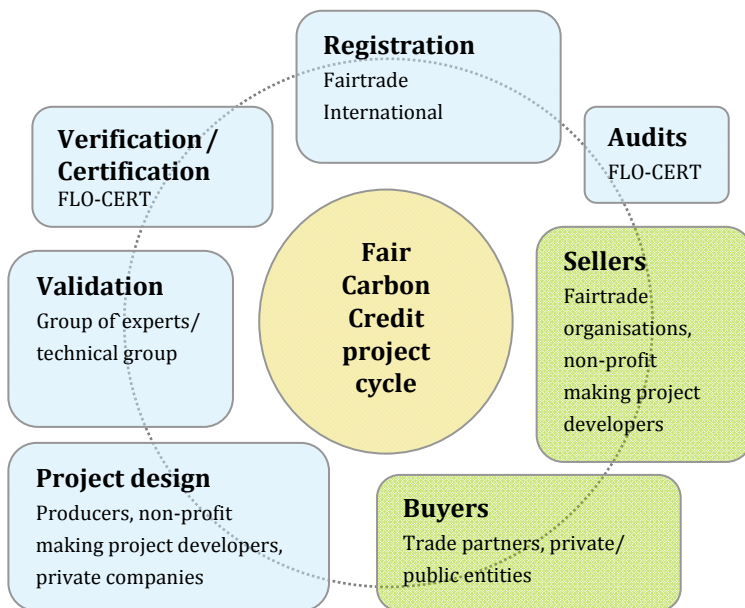 Registration
Fairtrade
International
Verification /
Certification
FLO-CERT
Audits
FLO-CERT
Fair
Carbon
Credit
project
cycle
Sellers
Fairtrade
organisations,
non-profit
making project
developers
Validation
Group of experts/
technical group
Project design
Producers, non-profit
making project developers,
private companies
Buyers
Trade partners, private/
public entities